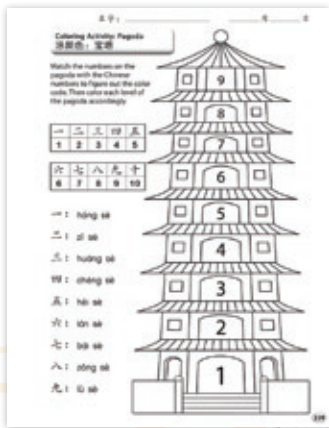 名字：
月 日
Coloring Activity: Pagoda
涂颜色：宝塔
Match the numbers on the
pagoda with the Chinese
numbers to figure out the color
code. Then color each level of
the pagoda accordingly.
一 二 三 四 五
1 2 3 4 5
六 七 八 九 十
6 7 8 9 10
一： hóng sè
二： zǐ sè
三： huáng sè
四： chéng sè
五： hēi sè
六： lán sè
七： bái sè
八： zōng sè
九： lǜ sè
9
8
7
6
5
4
3
2
1